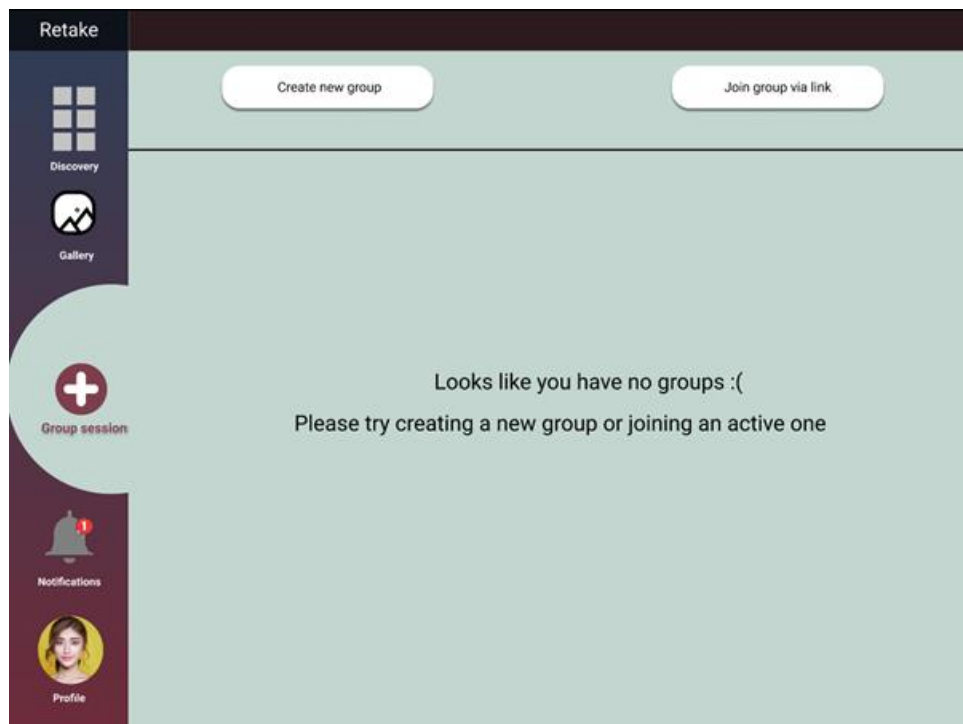 Retake
Create new group
Join group via link
Discovery
Gallery
Group session
Looks like you have no groups :(
Please try creating a new group or joining an active one
1
Notifications
Profile